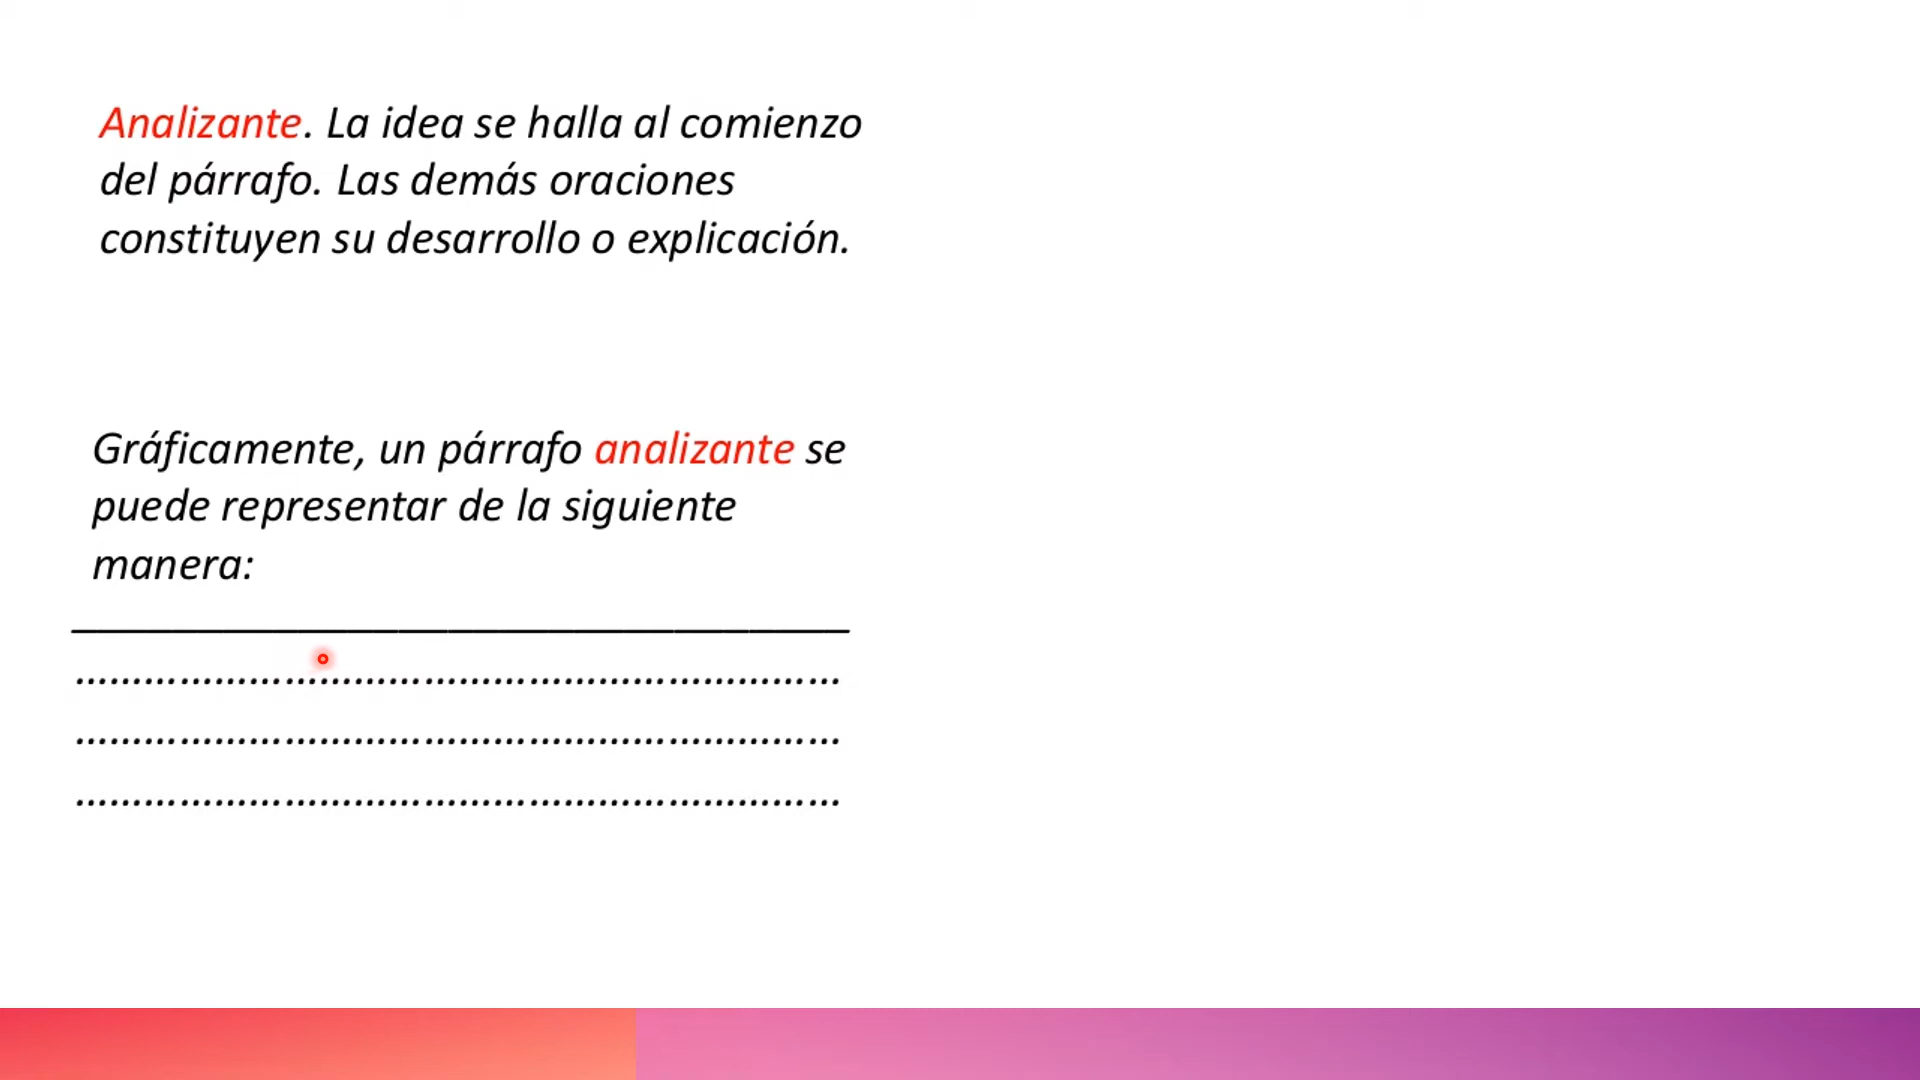 Analizante. La idea se halla al comienzo
del párrafo. Las demás oraciones
constituyen su desarrollo o explicación.
Gráficamente, un párrafo analizante se
puede representar de la siguiente
manera: